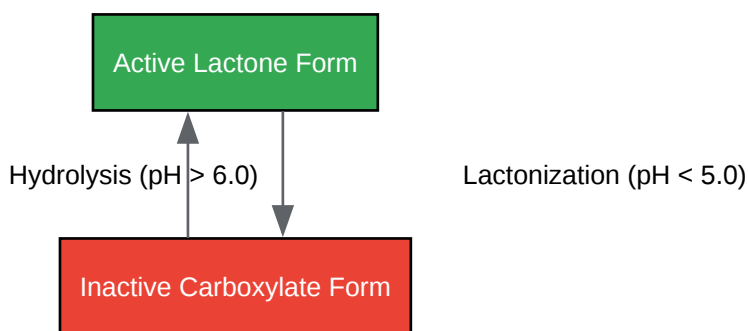 Active Lactone Form
Hydrolysis (pH > 6.0)
Lactonization (pH < 5.0)
Inactive Carboxylate Form